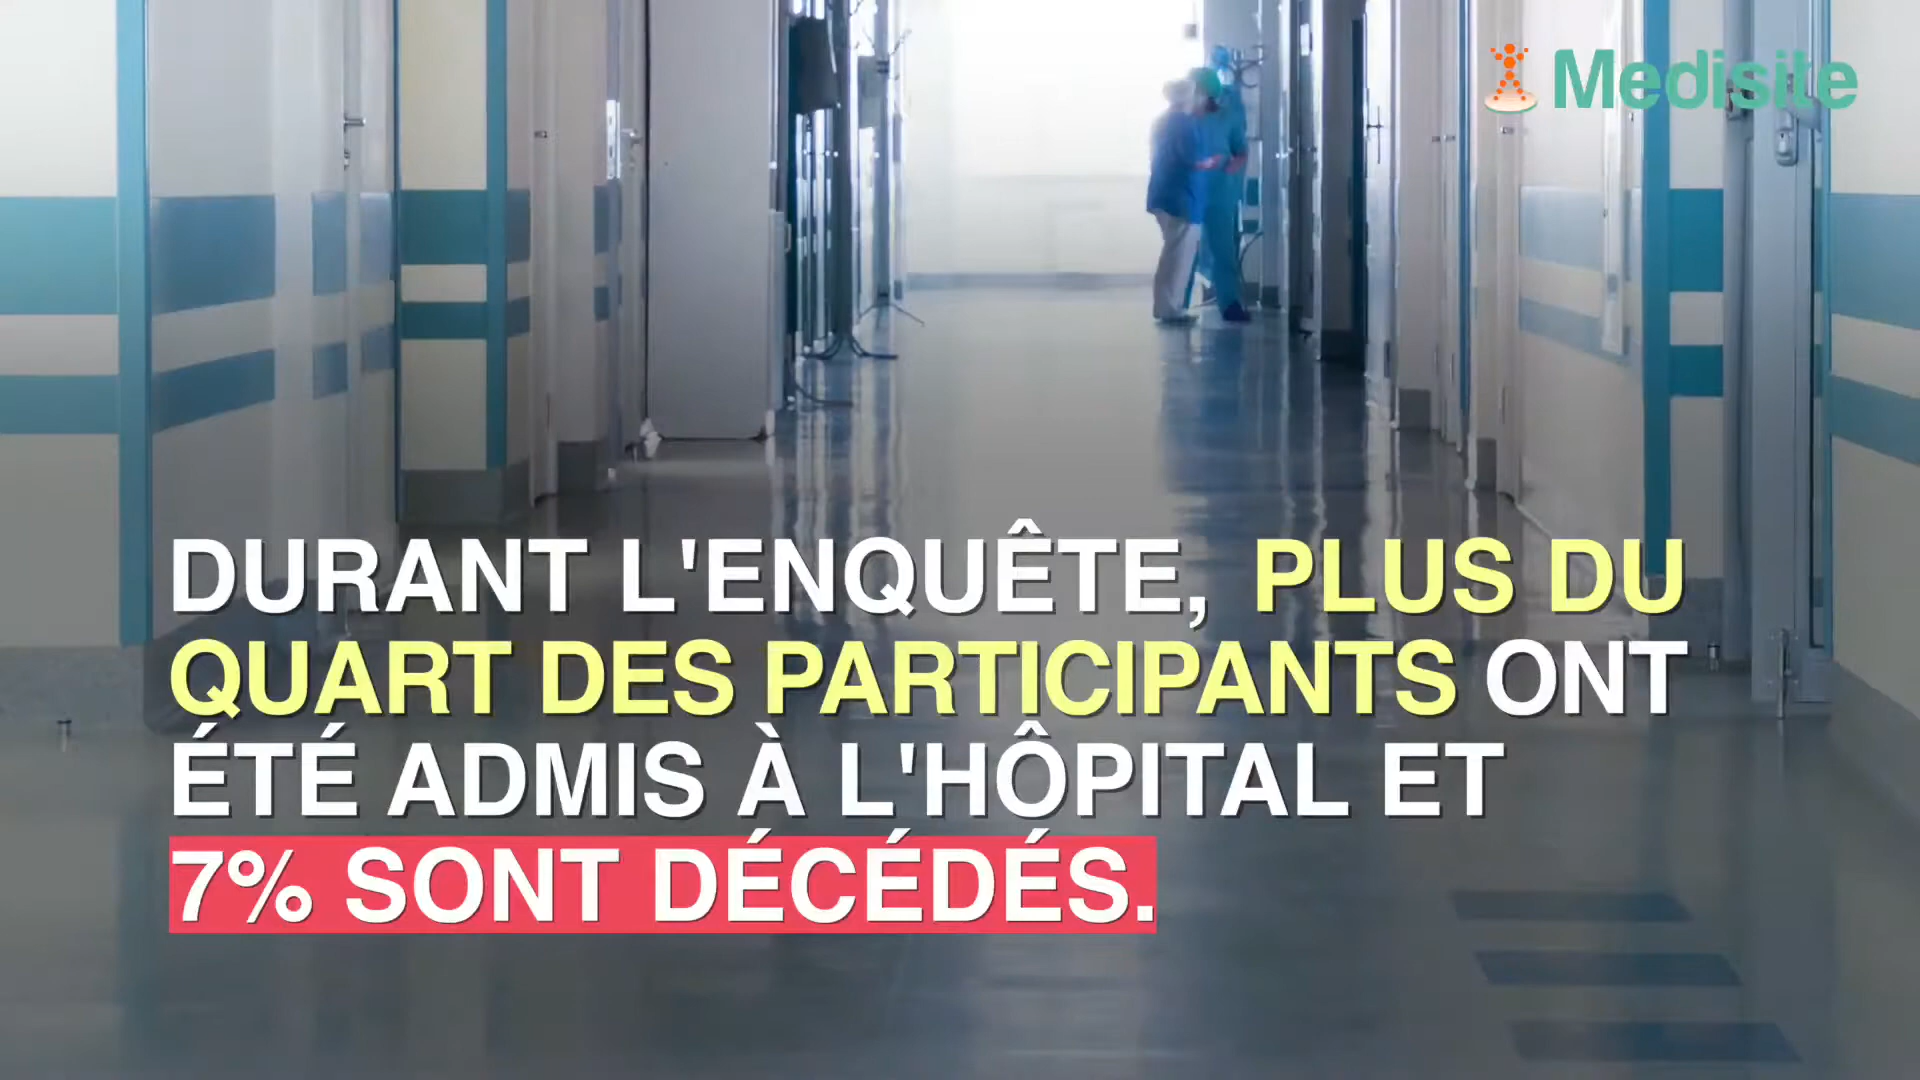 Medisite
DURANT L'ENQUÊTE, PLUS DU
QUART DES PARTICIPANTS ONT
ÉTÉ ADMIS À L'HÔPITAL ET
7% SONT DÉCÉDÉS.